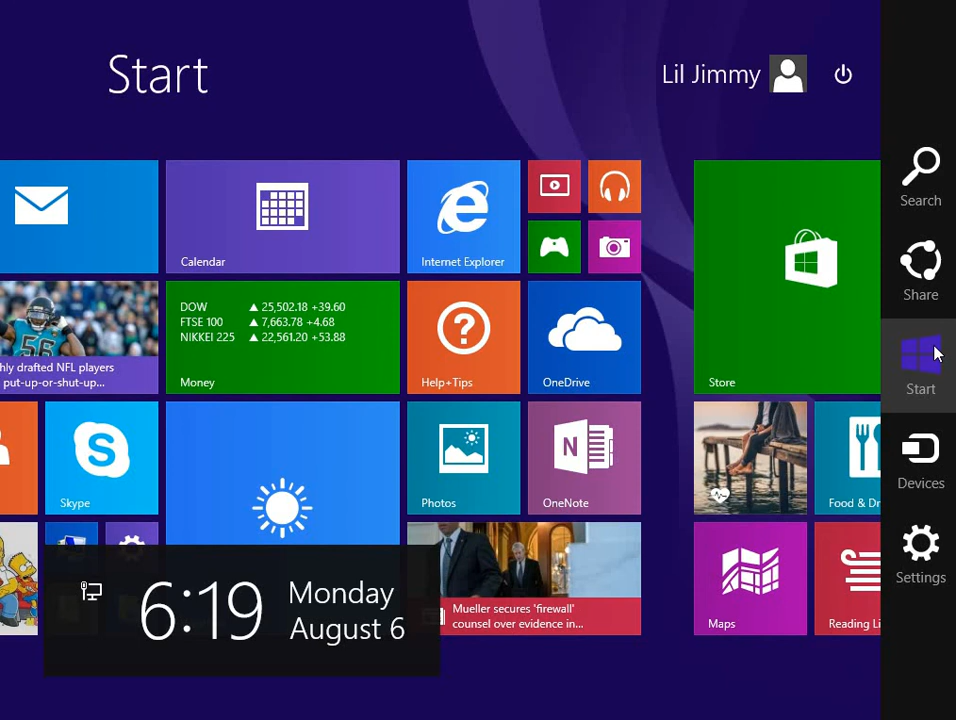 Start
Lil Jimmy
Search
Share
Start
Devices
Settings
Calendar
Internet Explorer
DOW ▲ 25,502.18 +39.60
FTSE 100 ▲ 7,663.78 +4.68
NIKKEI 225 ▲ 22,561.20 +53.88
Money
Help+Tips
OneDrive
Store
hly drafted NFL players
put-up-or-shut-up...
56
Skype
Photos
OneNote
N
Food & Dr
Mueller secures 'firewall'
counsel over evidence in...
Maps
Reading Li
6:19
Monday
August 6